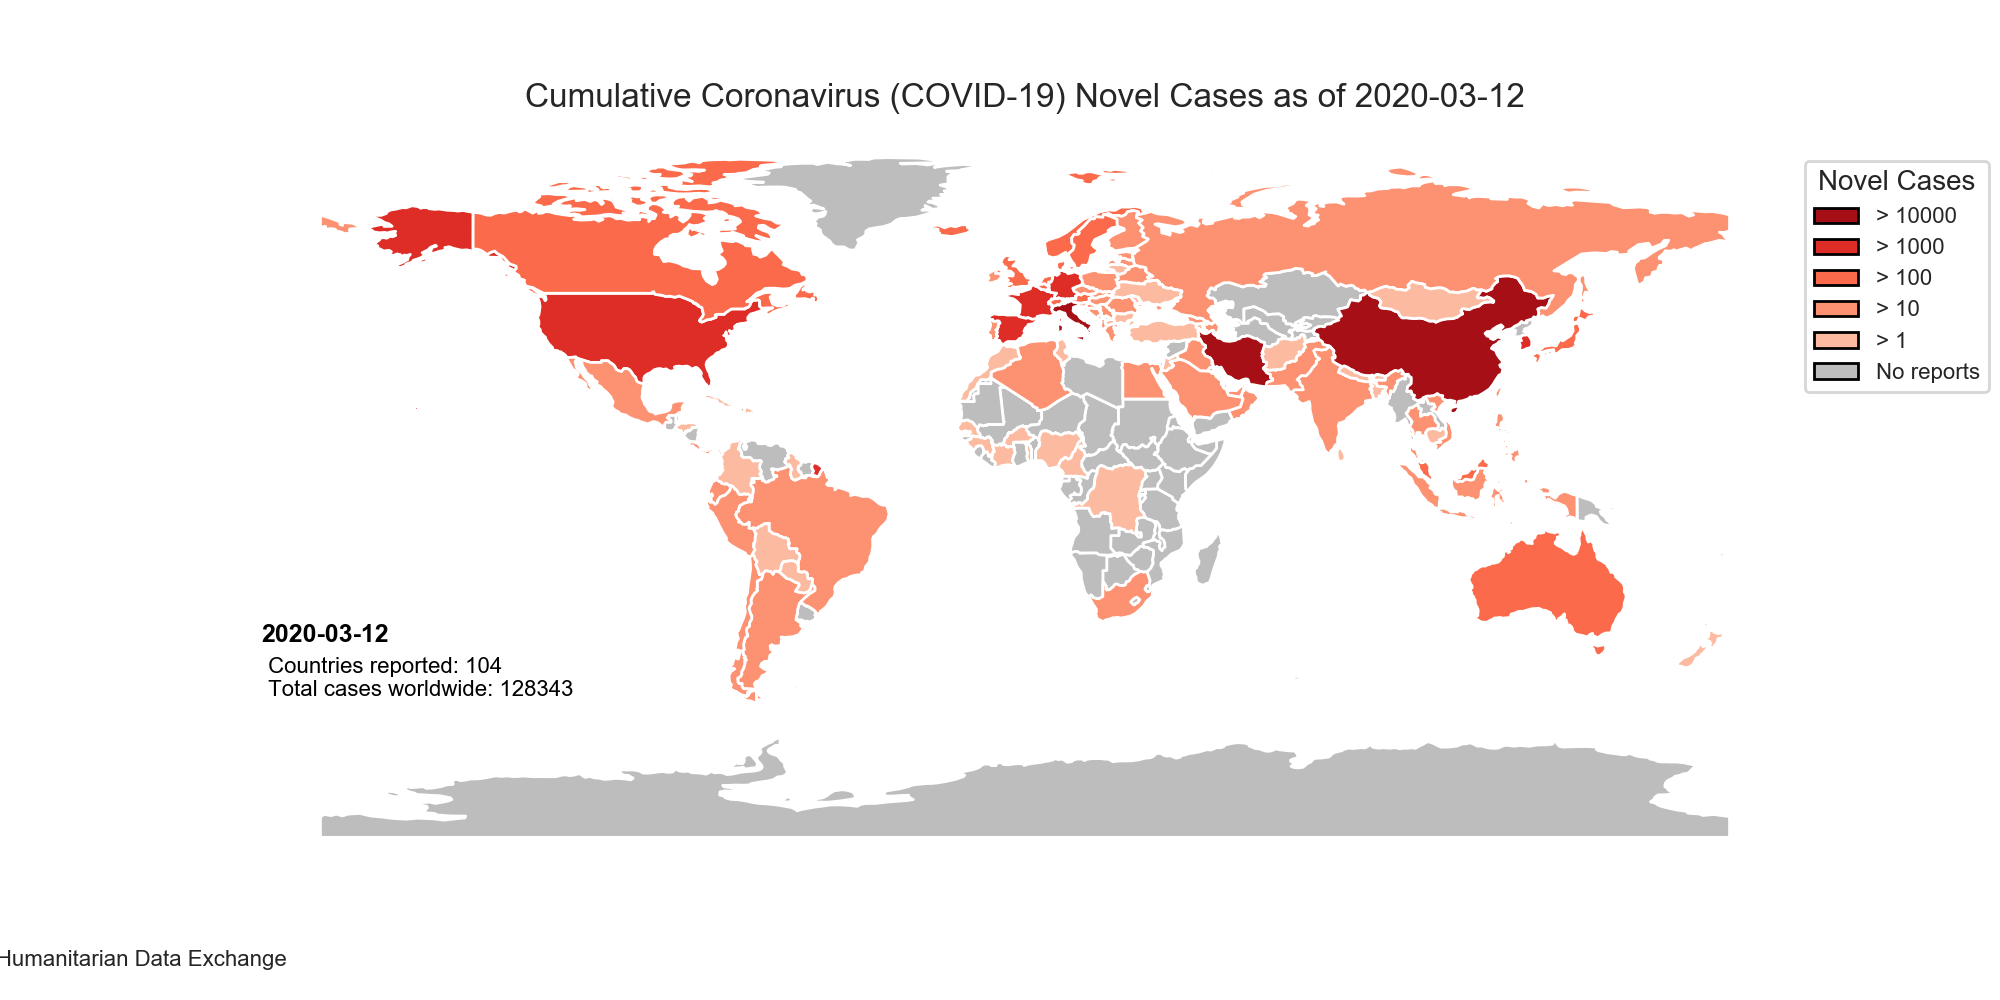 Cumulative Coronavirus (COVID-19) Novel Cases as of 2020-03-12
Novel Cases
> 10000
> 1000
> 100
> 10
> 1
No reports
2020-03-12
Countries reported: 104
Total cases worldwide: 128343
Humanitarian Data Exchange